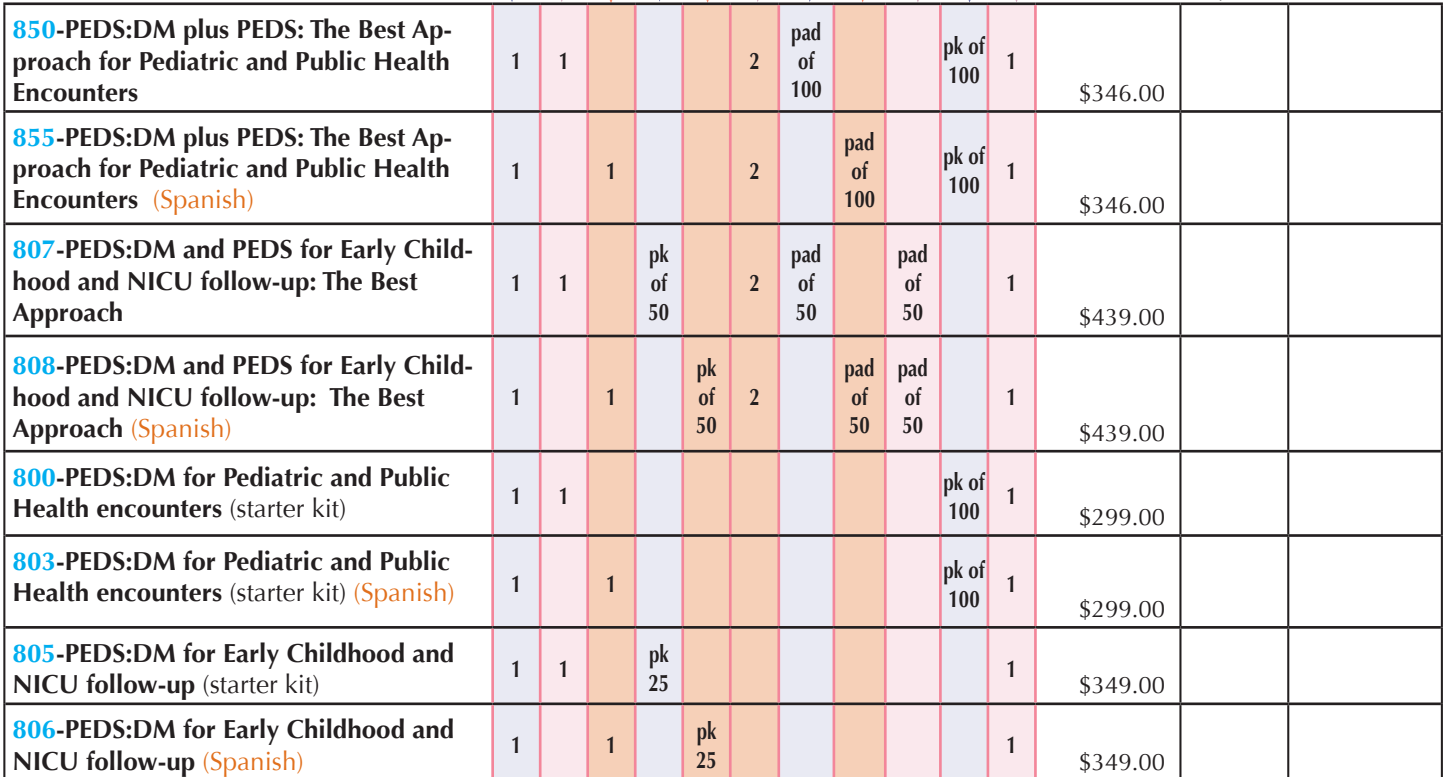 850-PEDS:DM plus PEDS: The Best Ap-
proach for Pediatric and Public Health
Encounters
1 1 2 pad of 100 pk of 100 1 $346.00
855-PEDS:DM plus PEDS: The Best Ap-
proach for Pediatric and Public Health
Encounters (Spanish)
1 1 2 pad of 100 pk of 100 1 $346.00
807-PEDS:DM and PEDS for Early Child-
hood and NICU follow-up: The Best
Approach
1 1 pk of 50 2 pad of 50 pad of 50 1 $439.00
808-PEDS:DM and PEDS for Early Child-
hood and NICU follow-up: The Best
Approach (Spanish)
1 1 pk of 50 2 pad of 50 pad of 50 1 $439.00
800-PEDS:DM for Pediatric and Public
Health encounters (starter kit)
1 1 pk of 100 1 $299.00
803-PEDS:DM for Pediatric and Public
Health encounters (starter kit) (Spanish)
1 1 pk of 100 1 $299.00
805-PEDS:DM for Early Childhood and
NICU follow-up (starter kit)
1 1 pk 25 1 $349.00
806-PEDS:DM for Early Childhood and
NICU follow-up (Spanish)
1 1 pk 25 1 $349.00